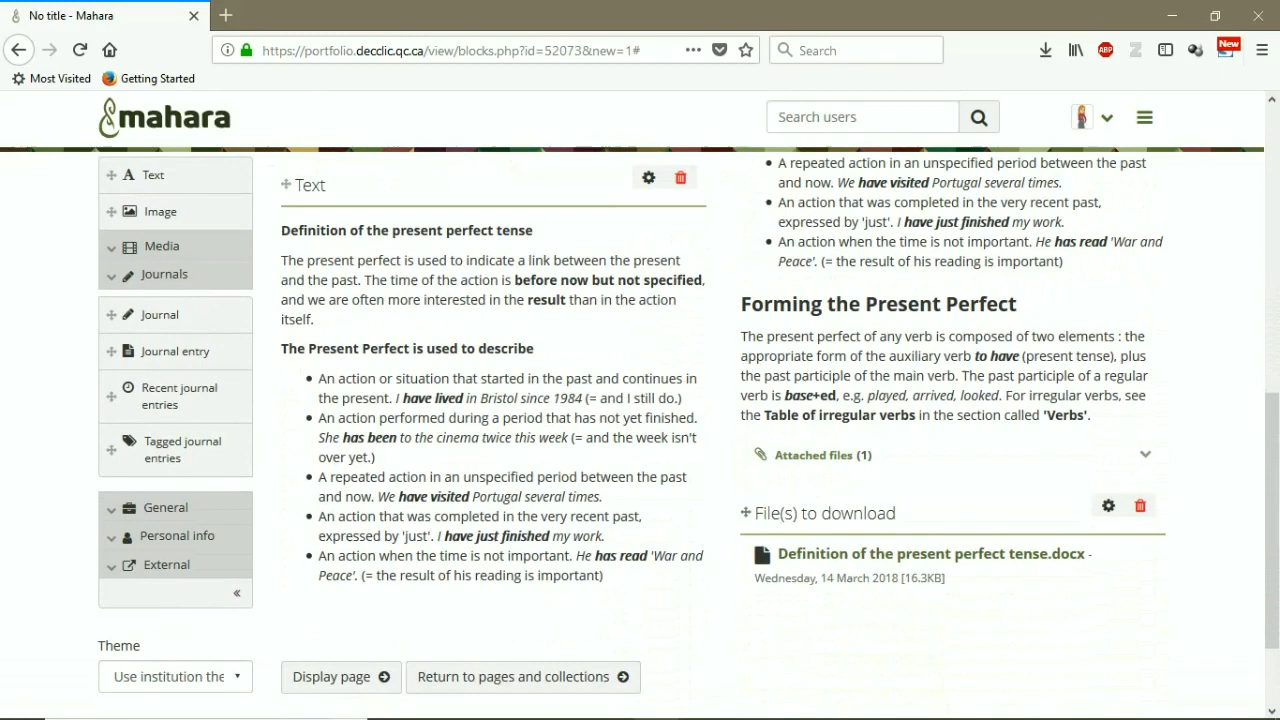 No title - Mahara
https://portfolio.decclic.qc.ca/view/blocks.php?id=52073&new=1#
Search
ABP
Z
New
Most Visited
Getting Started
mahara
Search users
Text
Image
Media
Journals
Journal
Journal entry
Recent journal
entries
Tagged journal
entries
General
Personal info
External
«
Theme
Use institution the
Text
Definition of the present perfect tense
The present perfect is used to indicate a link between the present
and the past. The time of the action is before now but not specified,
and we are often more interested in the result than in the action
itself.
The Present Perfect is used to describe
• An action or situation that started in the past and continues in
the present. I have lived in Bristol since 1984 (= and I still do.)
• An action performed during a period that has not yet finished.
She has been to the cinema twice this week (= and the week isn't
over yet.)
• A repeated action in an unspecified period between the past
and now. We have visited Portugal several times.
• An action that was completed in the very recent past,
expressed by 'just'. I have just finished my work.
• An action when the time is not important. He has read 'War and
Peace'. (= the result of his reading is important)
Display page
Return to pages and collections
• A repeated action in an unspecified period between the past
and now. We have visited Portugal several times.
• An action that was completed in the very recent past,
expressed by 'just'. I have just finished my work.
• An action when the time is not important. He has read 'War and
Peace'. (= the result of his reading is important)
Forming the Present Perfect
The present perfect of any verb is composed of two elements : the
appropriate form of the auxiliary verb to have (present tense), plus
the past participle of the main verb. The past participle of a regular
verb is base+ed, e.g. played, arrived, looked. For irregular verbs, see
the Table of irregular verbs in the section called 'Verbs'.
Attached files (1)
File(s) to download
Definition of the present perfect tense.docx -
Wednesday, 14 March 2018 [16.3KB]